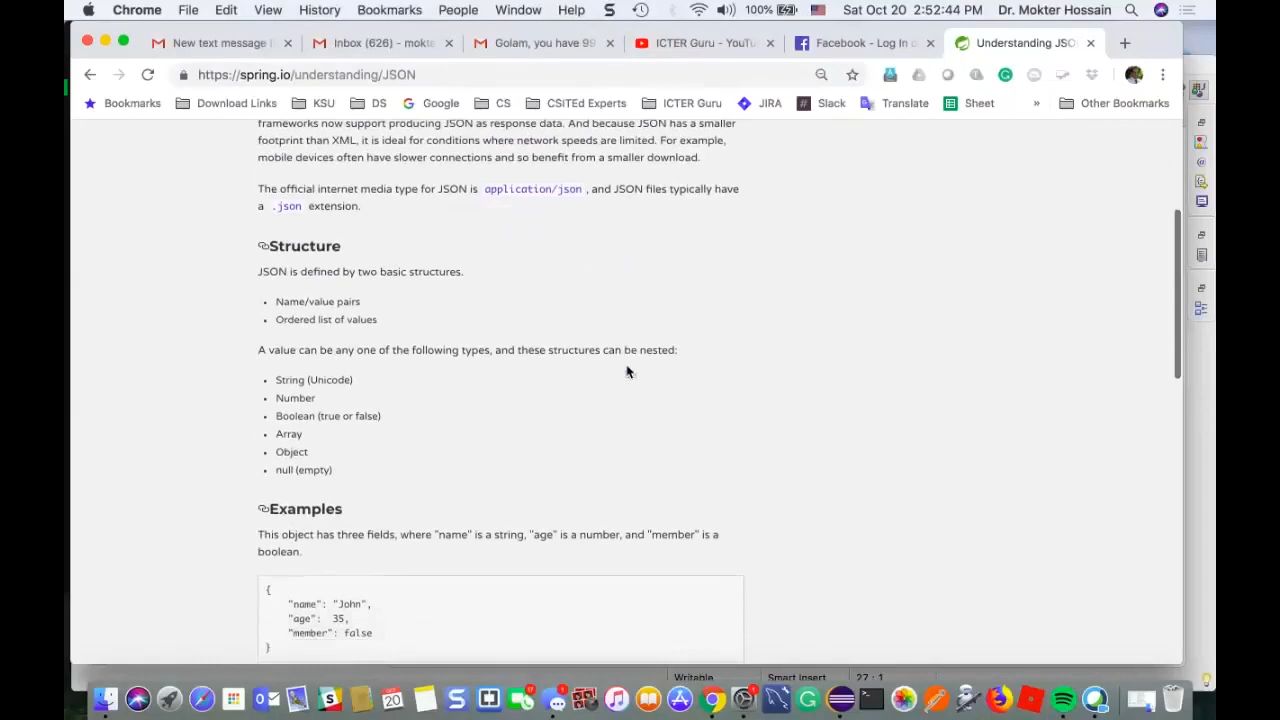 Chrome File Edit View History Bookmarks People Window Help 100% Sat Oct 20 2:52:44 PM Dr. Mokter Hossain
New text message Inbox (626) - mokte Golam, you have 99 ICTER Guru - YouTu Facebook - Log In o Understanding JSO
https://spring.io/understanding/JSON
Bookmarks Download Links KSU DS Google CS CSITEd Experts ICTER Guru JIRA Slack Translate Sheet » Other Bookmarks
frameworks now support producing JSON as response data. And because JSON has a smaller
footprint than XML, it is ideal for conditions where network speeds are limited. For example,
mobile devices often have slower connections and so benefit from a smaller download.
The official internet media type for JSON is application/json, and JSON files typically have
a .json extension.
Structure
JSON is defined by two basic structures.
• Name/value pairs
• Ordered list of values
A value can be any one of the following types, and these structures can be nested:
• String (Unicode)
• Number
• Boolean (true or false)
• Array
• Object
• null (empty)
Examples
This object has three fields, where "name" is a string, "age" is a number, and "member" is a
boolean.
{
"name": "John",
"age": 35,
"member": false
}
Writable Smart Insert 27 : 1